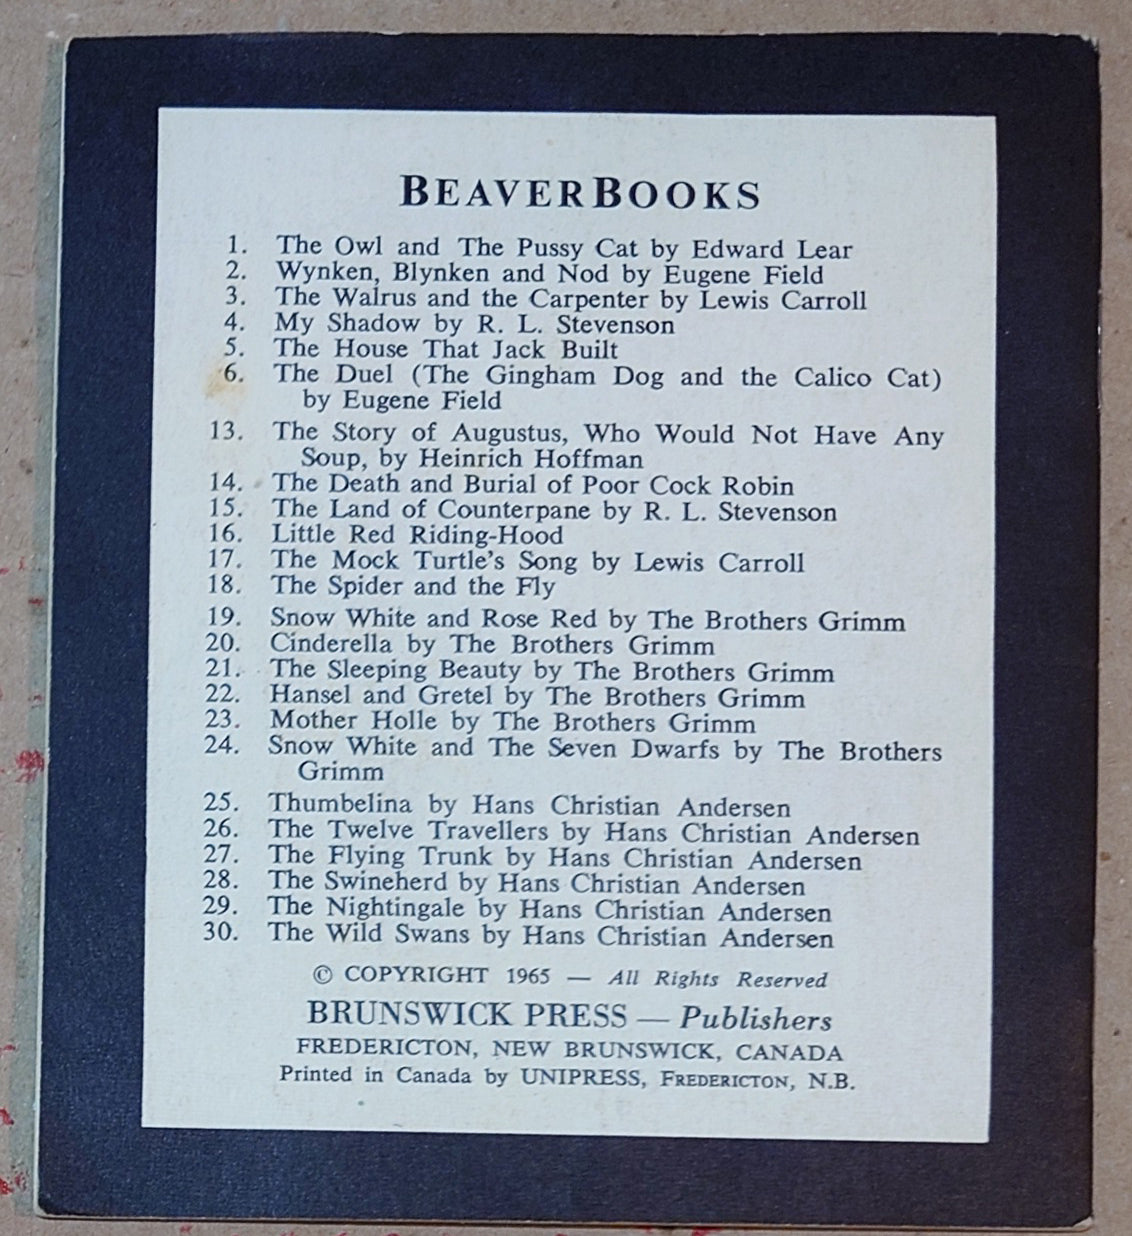 BEAVERBOOKS
1. The Owl and The Pussy Cat by Edward Lear
2. Wynken, Blynken and Nod by Eugene Field
3. The Walrus and the Carpenter by Lewis Carroll
4. My Shadow by R. L. Stevenson
5. The House That Jack Built
6. The Duel (The Gingham Dog and the Calico Cat)
by Eugene Field
13. The Story of Augustus, Who Would Not Have Any
Soup, by Heinrich Hoffman
14. The Death and Burial of Poor Cock Robin
15. The Land of Counterpane by R. L. Stevenson
16. Little Red Riding-Hood
17. The Mock Turtle's Song by Lewis Carroll
18. The Spider and the Fly
19. Snow White and Rose Red by The Brothers Grimm
20. Cinderella by The Brothers Grimm
21. The Sleeping Beauty by The Brothers Grimm
22. Hansel and Gretel by The Brothers Grimm
23. Mother Holle by The Brothers Grimm
24. Snow White and The Seven Dwarfs by The Brothers
Grimm
25. Thumbelina by Hans Christian Andersen
26. The Twelve Travellers by Hans Christian Andersen
27. The Flying Trunk by Hans Christian Andersen
28. The Swineherd by Hans Christian Andersen
29. The Nightingale by Hans Christian Andersen
30. The Wild Swans by Hans Christian Andersen
© COPYRIGHT 1965 — All Rights Reserved
BRUNSWICK PRESS — Publishers
FREDERICTON, NEW BRUNSWICK, CANADA
Printed in Canada by UNIPRESS, FREDERICTON, N.B.